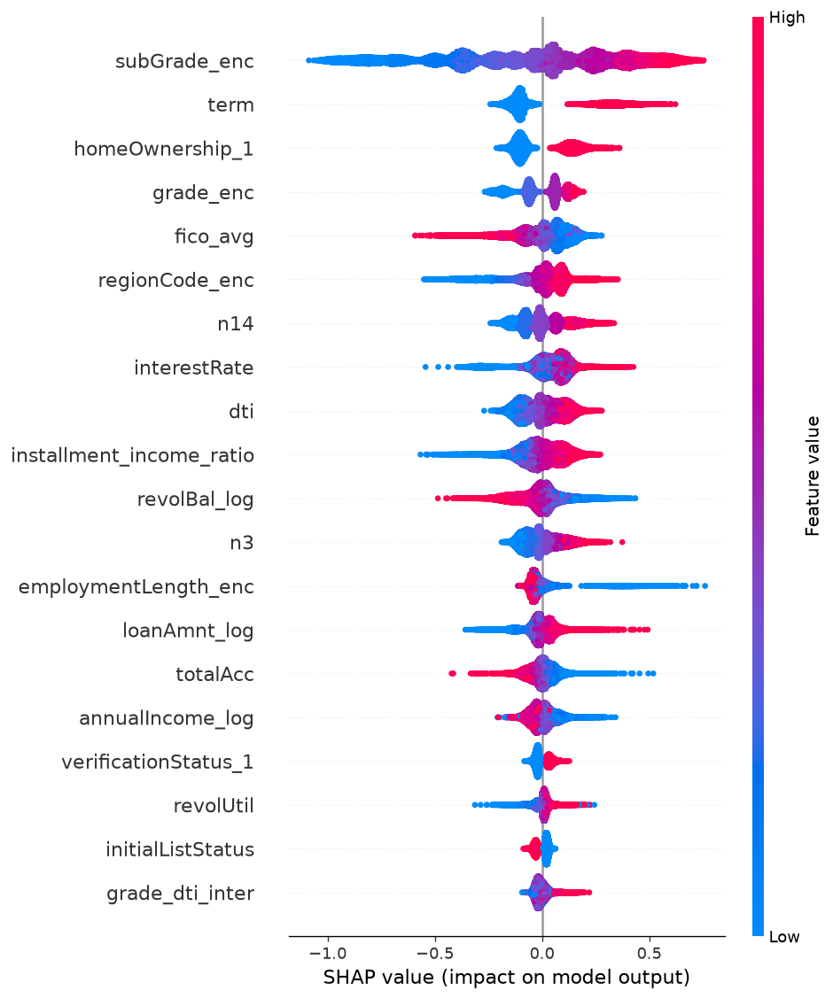 High
subGrade_enc
term
homeOwnership_1
grade_enc
fico_avg
regionCode_enc
n14
interestRate
dti
installment_income_ratio
revolBal_log
n3
employmentLength_enc
loanAmnt_log
totalAcc
annualIncome_log
verificationStatus_1
revolUtil
initialListStatus
grade_dti_inter
Feature value
Low
−1.0 −0.5 0.0 0.5
SHAP value (impact on model output)